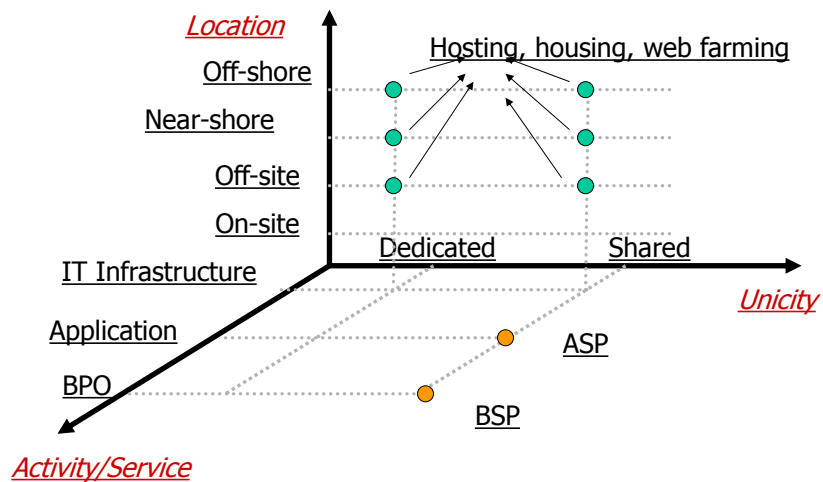 Location
Hosting, housing, web farming
Off-shore
Near-shore
Off-site
On-site
Dedicated
Shared
IT Infrastructure
Unicity
Application
ASP
BPO
BSP
Activity/Service